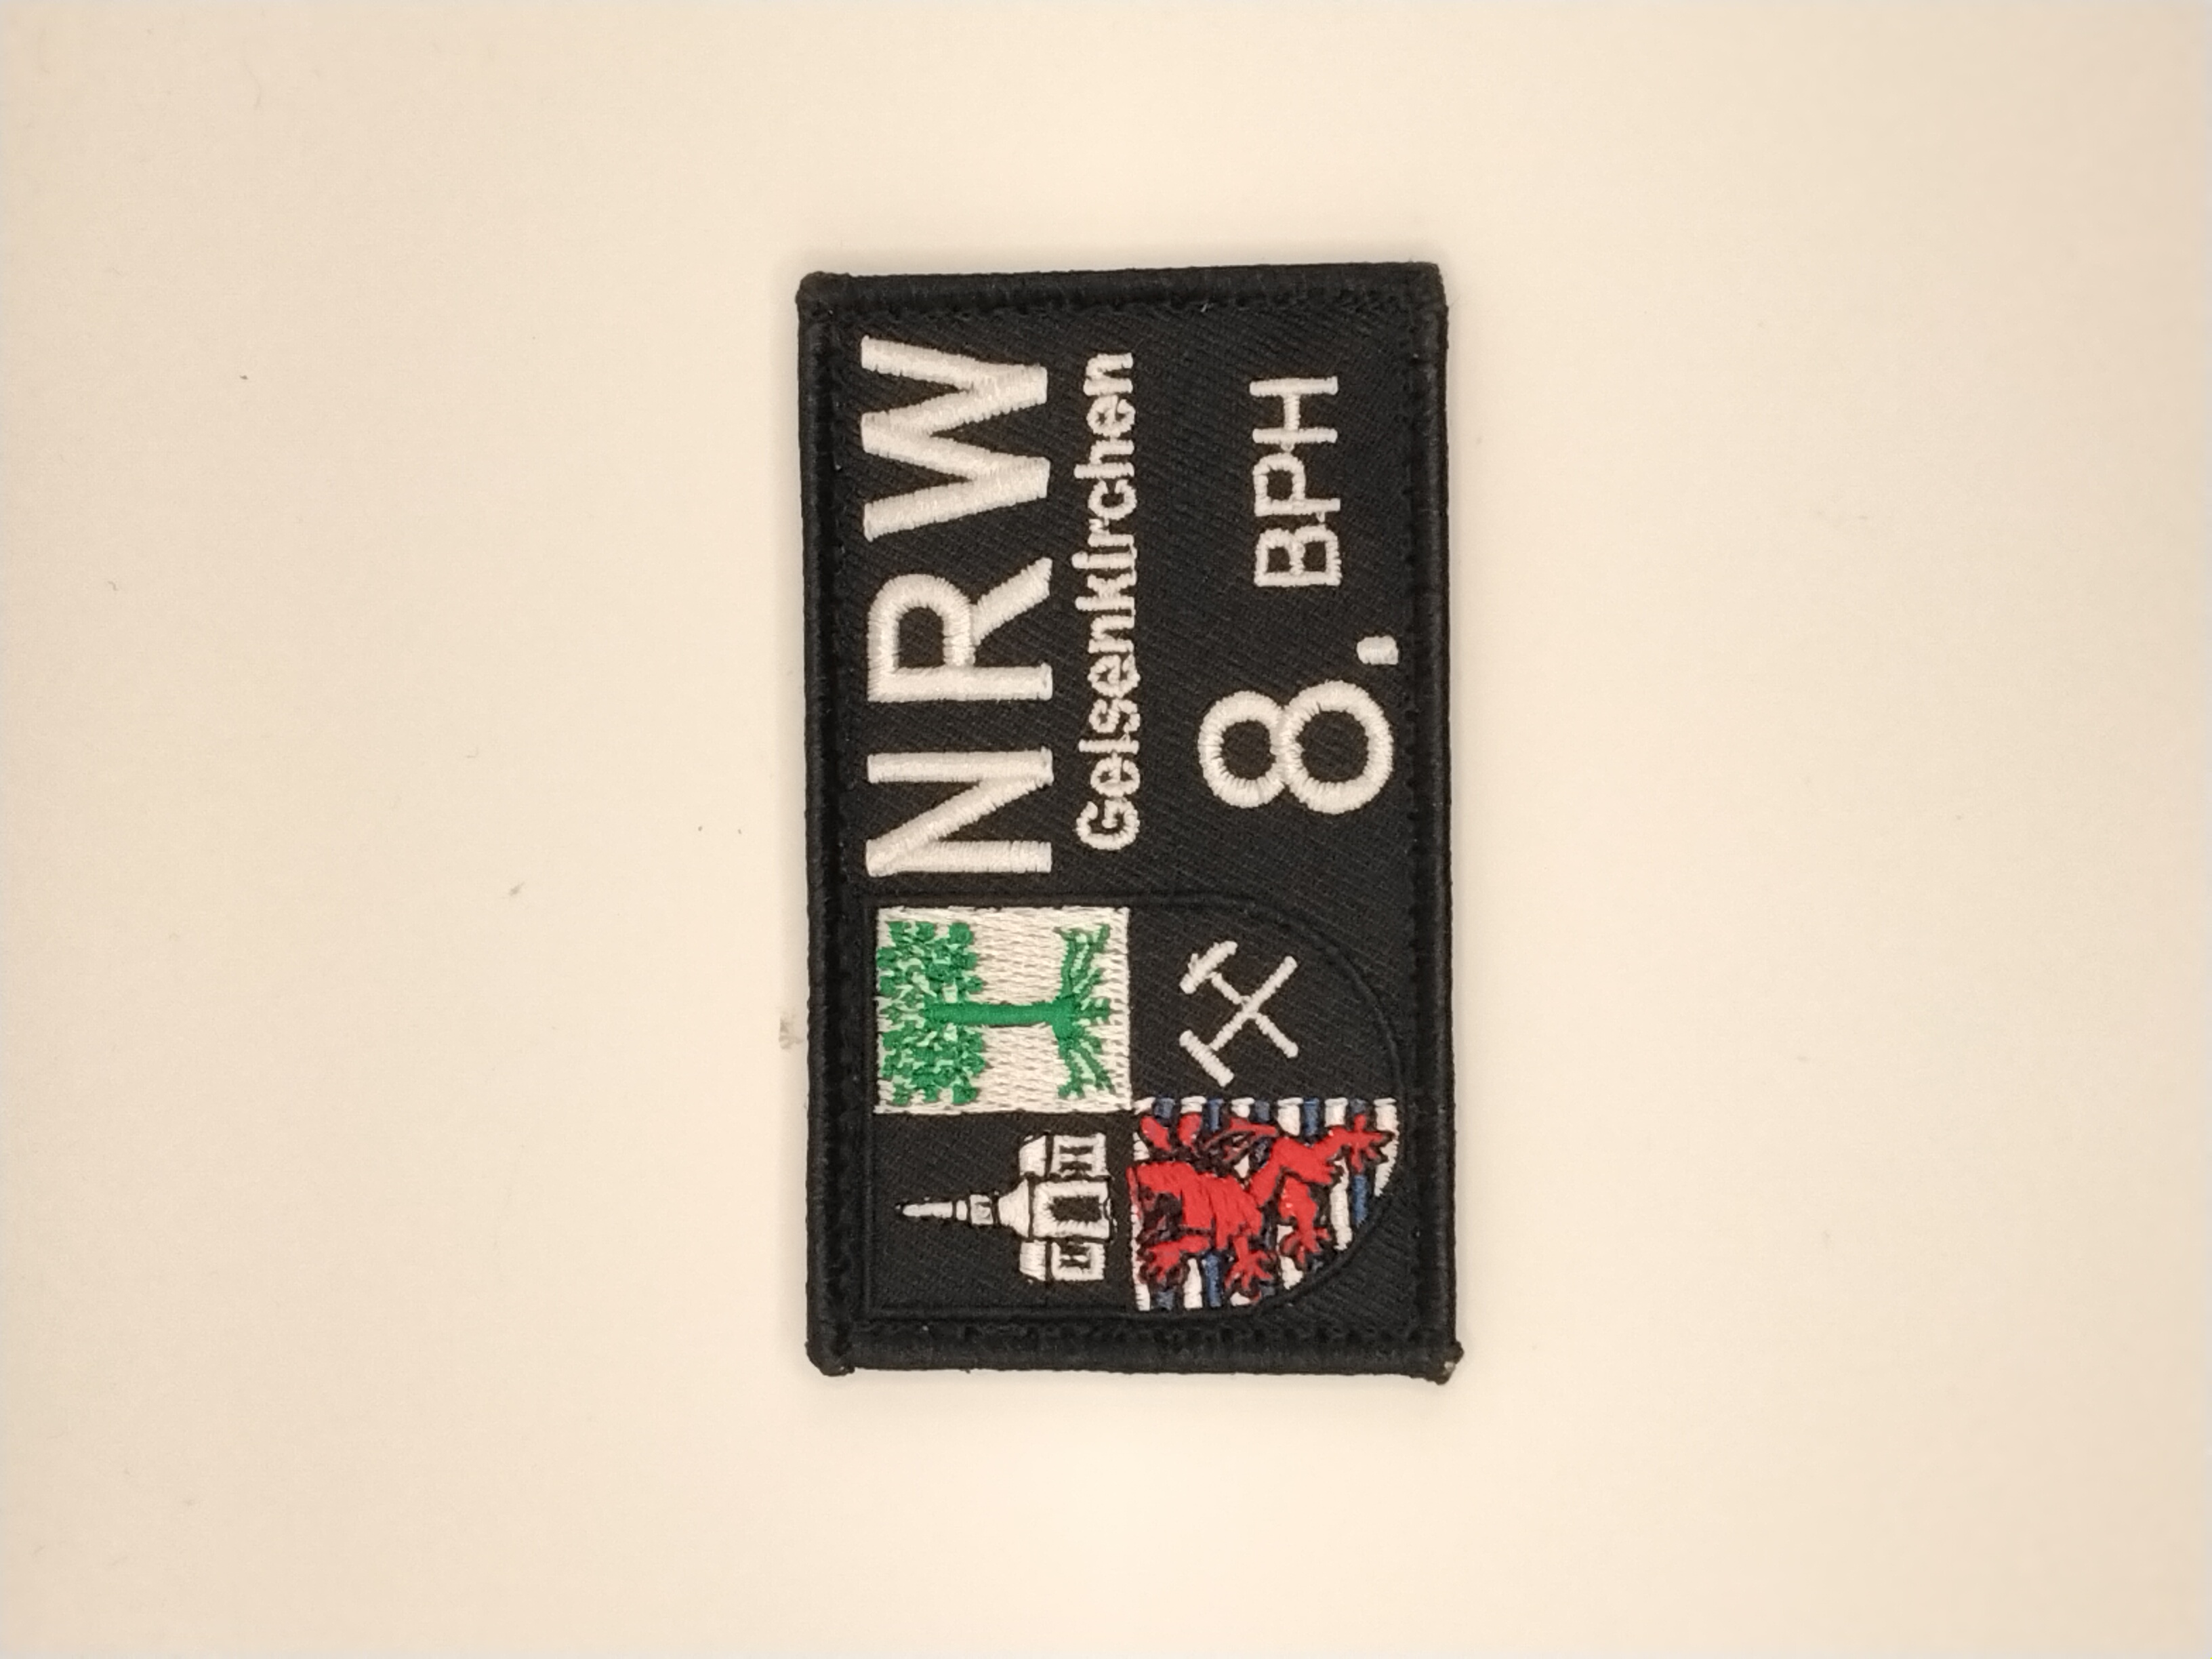 NRW
Gelsenkirchen
8. BPH